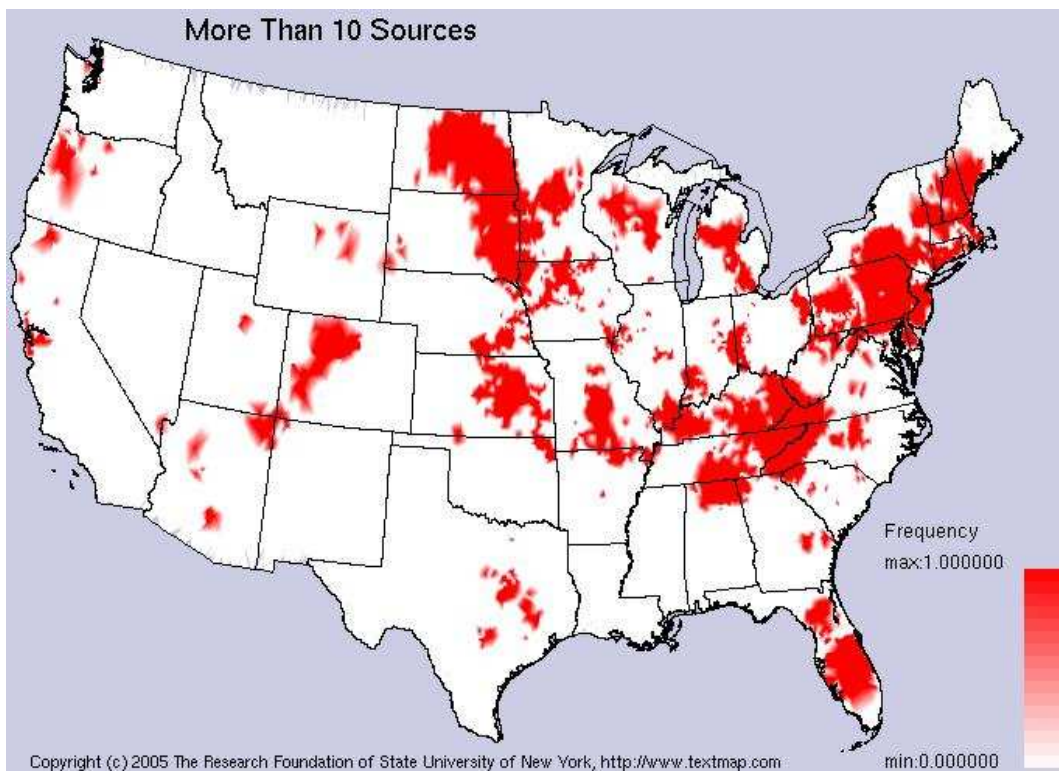 More Than 10 Sources
Frequency
max:1.000000
Copyright (c) 2005 The Research Foundation of State University of New York, http://www.textmap.com
min:0.000000